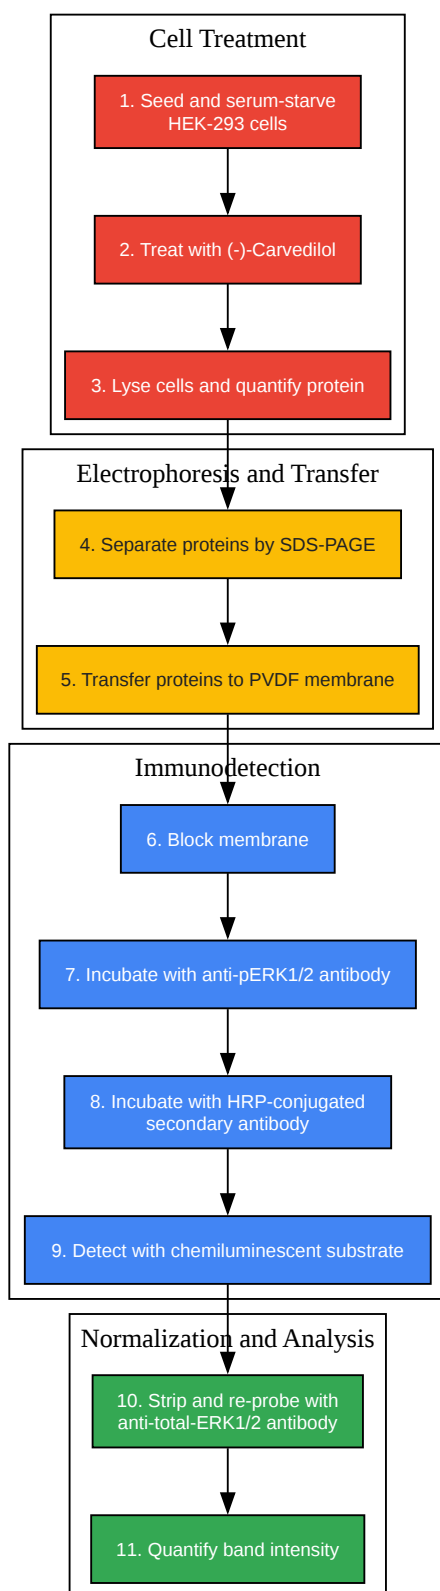 Cell Treatment
1. Seed and serum-starve
HEK-293 cells
2. Treat with (-)-Carvedilol
3. Lyse cells and quantify protein
Electrophoresis and Transfer
4. Separate proteins by SDS-PAGE
5. Transfer proteins to PVDF membrane
Immunodetection
6. Block membrane
7. Incubate with anti-pERK1/2 antibody
8. Incubate with HRP-conjugated
secondary antibody
9. Detect with chemiluminescent substrate
Normalization and Analysis
10. Strip and re-probe with
anti-total-ERK1/2 antibody
11. Quantify band intensity